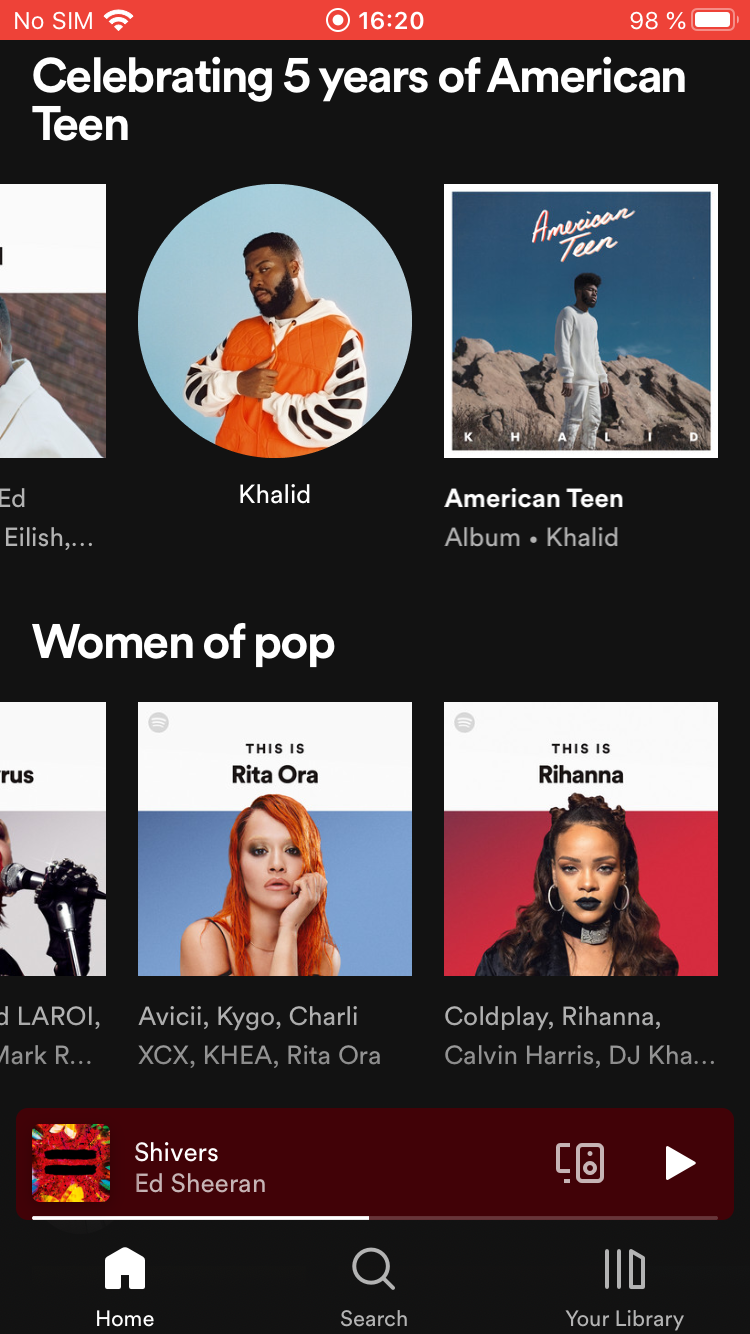 No SIM 16:20 98 %
Celebrating 5 years of American
Teen
American
Teen
K H A L I D
Ed
Eilish,...
Khalid
American Teen
Album • Khalid
Women of pop
rus
THIS IS
Rita Ora
THIS IS
Rihanna
d LAROI,
Mark R...
Avicii, Kygo, Charli
XCX, KHEA, Rita Ora
Coldplay, Rihanna,
Calvin Harris, DJ Kha...
Shivers
Ed Sheeran
Home Search Your Library